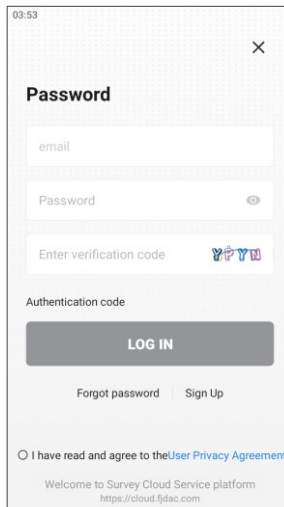 03:53
Password
email
Password
Enter verification code YPYN
Authentication code
LOG IN
Forgot password Sign Up
I have read and agree to theUser Privacy Agreement
Welcome to Survey Cloud Service platform
https://cloud.fjdac.com